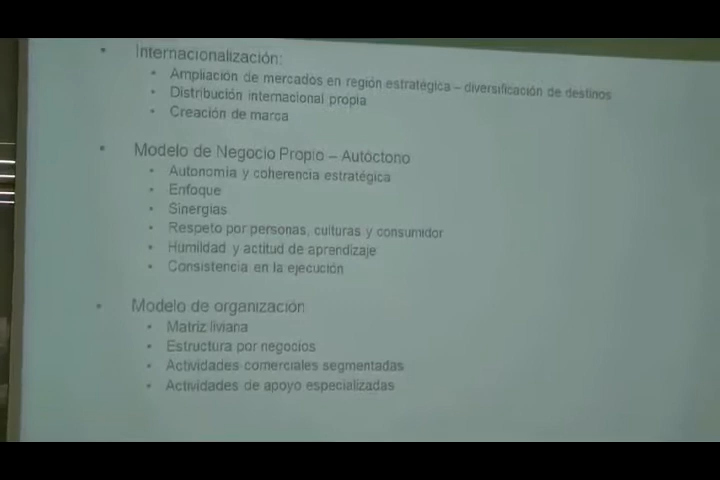 • Internacionalización:
• Ampliación de mercados en región estratégica – diversificación de destinos
• Distribución internacional propia
• Creación de marca
• Modelo de Negocio Propio – Autóctono
• Autonomía y coherencia estratégica
• Enfoque
• Sinergias
• Respeto por personas, culturas y consumidor
• Humildad y actitud de aprendizaje
• Consistencia en la ejecución
• Modelo de organización
• Matriz liviana
• Estructura por negocios
• Actividades comerciales segmentadas
• Actividades de apoyo especializadas